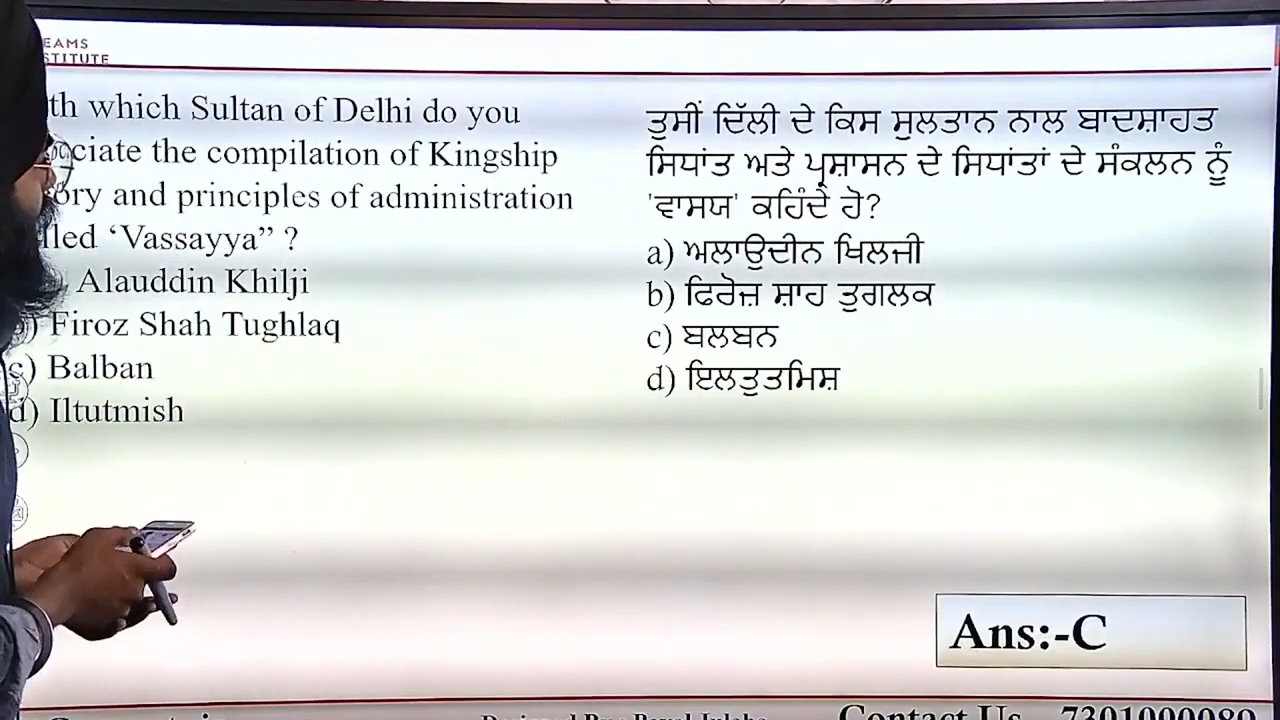 EAMS
STITUTE
th which Sultan of Delhi do you
ciate the compilation of Kingship
ory and principles of administration
lled ‘Vassayya” ?
Alauddin Khilji
b) Firoz Shah Tughlaq
c) Balban
d) Iltutmish
ਤੁਸੀਂ ਦਿੱਲੀ ਦੇ ਕਿਸ ਸੁਲਤਾਨ ਨਾਲ ਬਾਦਸ਼ਾਹਤ
ਸਿਧਾਂਤ ਅਤੇ ਪ੍ਰਸ਼ਾਸਨ ਦੇ ਸਿਧਾਂਤਾਂ ਦੇ ਸੰਕਲਨ ਨੂੰ
'ਵਾਸਯ' ਕਹਿੰਦੇ ਹੋ?
a) ਅਲਾਉਦੀਨ ਖਿਲਜੀ
b) ਫਿਰੋਜ਼ ਸ਼ਾਹ ਤੁਗਲਕ
c) ਬਲਬਨ
d) ਇਲਤੁਤਮਿਸ਼
Ans:-C
Contact Us 7301000089